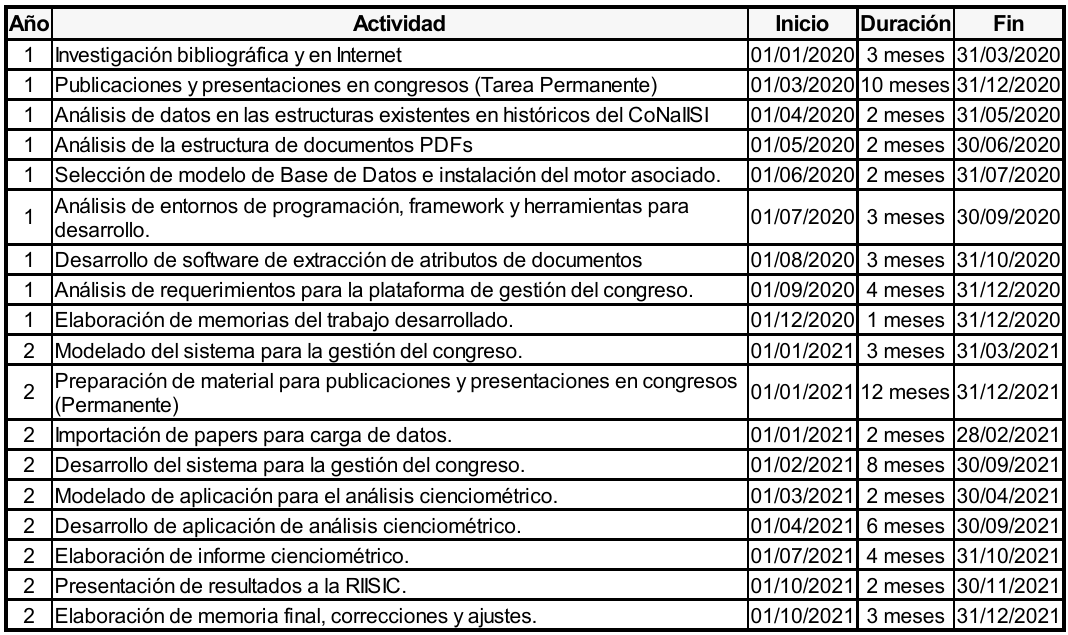 Año Actividad Inicio Duración Fin
1 Investigación bibliográfica y en Internet 01/01/2020 3 meses 31/03/2020
1 Publicaciones y presentaciones en congresos (Tarea Permanente) 01/03/2020 10 meses 31/12/2020
1 Análisis de datos en las estructuras existentes en históricos del CoNaIISI 01/04/2020 2 meses 31/05/2020
1 Análisis de la estructura de documentos PDFs 01/05/2020 2 meses 30/06/2020
1 Selección de modelo de Base de Datos e instalación del motor asociado. 01/06/2020 2 meses 31/07/2020
1 Análisis de entornos de programación, framework y herramientas para
desarrollo. 01/07/2020 3 meses 30/09/2020
1 Desarrollo de software de extracción de atributos de documentos 01/08/2020 3 meses 31/10/2020
1 Análisis de requerimientos para la plataforma de gestión del congreso. 01/09/2020 4 meses 31/12/2020
1 Elaboración de memorias del trabajo desarrollado. 01/12/2020 1 meses 31/12/2020
2 Modelado del sistema para la gestión del congreso. 01/01/2021 3 meses 31/03/2021
2 Preparación de material para publicaciones y presentaciones en congresos
(Permanente) 01/01/2021 12 meses 31/12/2021
2 Importación de papers para carga de datos. 01/01/2021 2 meses 28/02/2021
2 Desarrollo del sistema para la gestión del congreso. 01/02/2021 8 meses 30/09/2021
2 Modelado de aplicación para el análisis cienciométrico. 01/03/2021 2 meses 30/04/2021
2 Desarrollo de aplicación de análisis cienciométrico. 01/04/2021 6 meses 30/09/2021
2 Elaboración de informe cienciométrico. 01/07/2021 4 meses 31/10/2021
2 Presentación de resultados a la RIISIC. 01/10/2021 2 meses 30/11/2021
2 Elaboración de memoria final, correcciones y ajustes. 01/10/2021 3 meses 31/12/2021